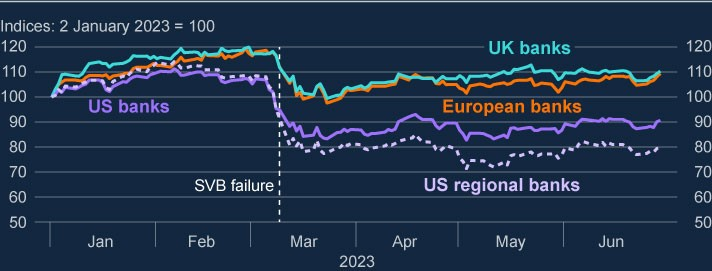 Indices: 2 January 2023 = 100
120 120
UK banks
110 110
100 100
US banks European banks
90 90
80 80
70 70
SVB failure US regional banks
60 60
50 50
Jan Feb Mar Apr May Jun
2023